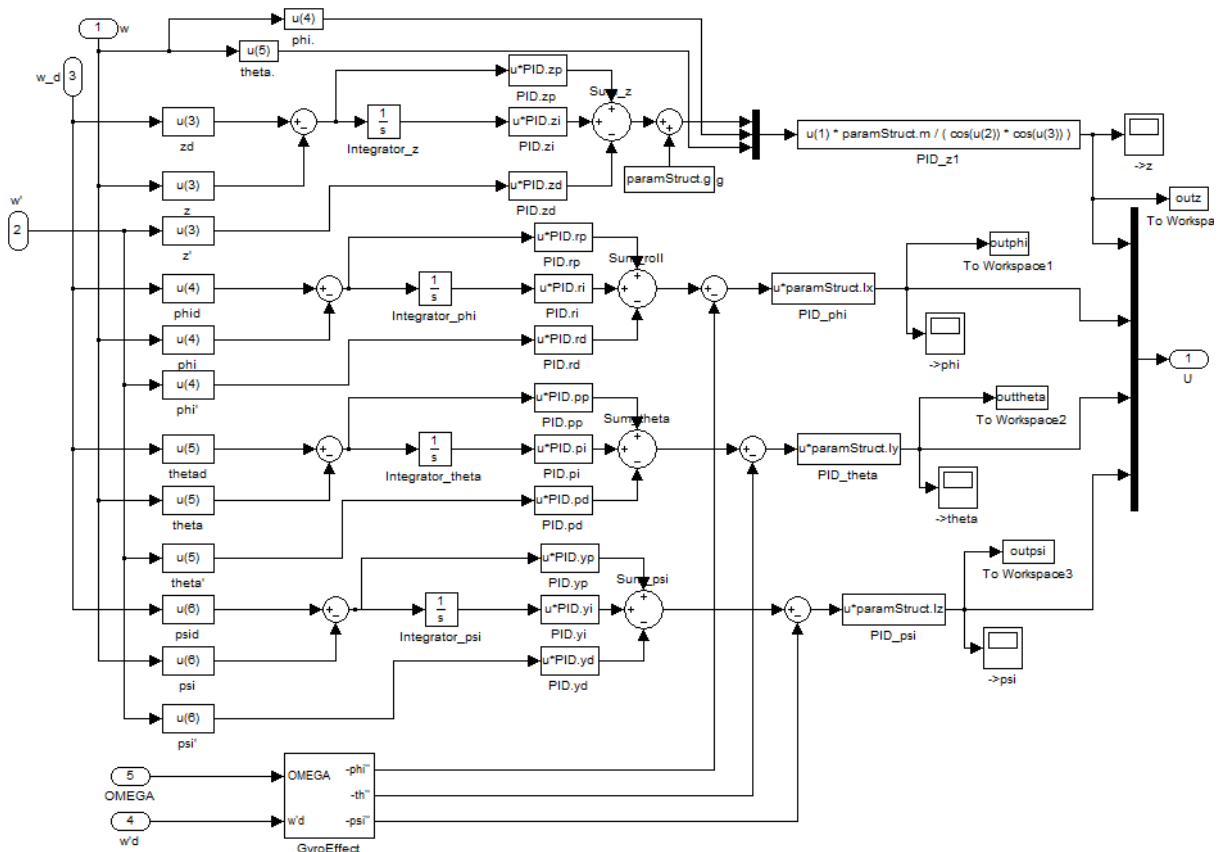 1
w
u(4)
phi.
u(5)
theta.
w_d
3
u*PID.zp
PID.zp
Sum_z
u(3)
zd
1
s
Integrator_z
u*PID.zi
PID.zi
u(1) * paramStruct.m / ( cos(u(2)) * cos(u(3)) )
PID_z1
->z
paramStruct.g
g
u(3)
z
u*PID.zd
PID.zd
outz
To Workspa
w'
2
u(3)
z'
u*PID.rp
PID.rp
outphi
To Workspace1
u(4)
phid
1
s
Integrator_phi
u*PID.ri
PID.ri
u*paramStruct.Ix
PID_phi
u(4)
phi
u*PID.rd
PID.rd
->phi
1
U
u(4)
phi'
u*PID.pp
PID.pp
outtheta
To Workspace2
u(5)
thetad
1
s
Integrator_theta
u*PID.pi
PID.pi
u*paramStruct.Iy
PID_theta
u(5)
theta
u*PID.pd
PID.pd
->theta
u(5)
theta'
u*PID.yp
PID.yp
outpsi
To Workspace3
u(6)
psid
1
s
Integrator_psi
u*PID.yi
PID.yi
u*paramStruct.Iz
PID_psi
u(6)
psi
u*PID.yd
PID.yd
->psi
u(6)
psi'
5
OMEGA
4
w'd
OMEGA
w'd
-phi''
-th''
-psi''
GyroEffect